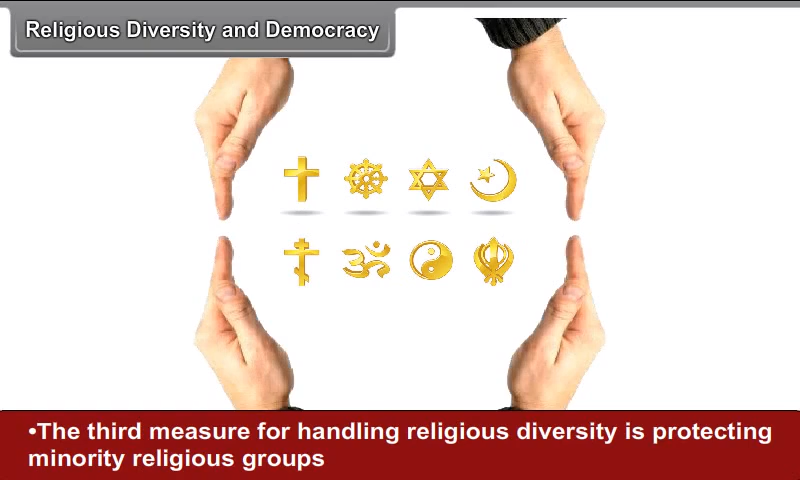 Religious Diversity and Democracy
•The third measure for handling religious diversity is protecting
minority religious groups